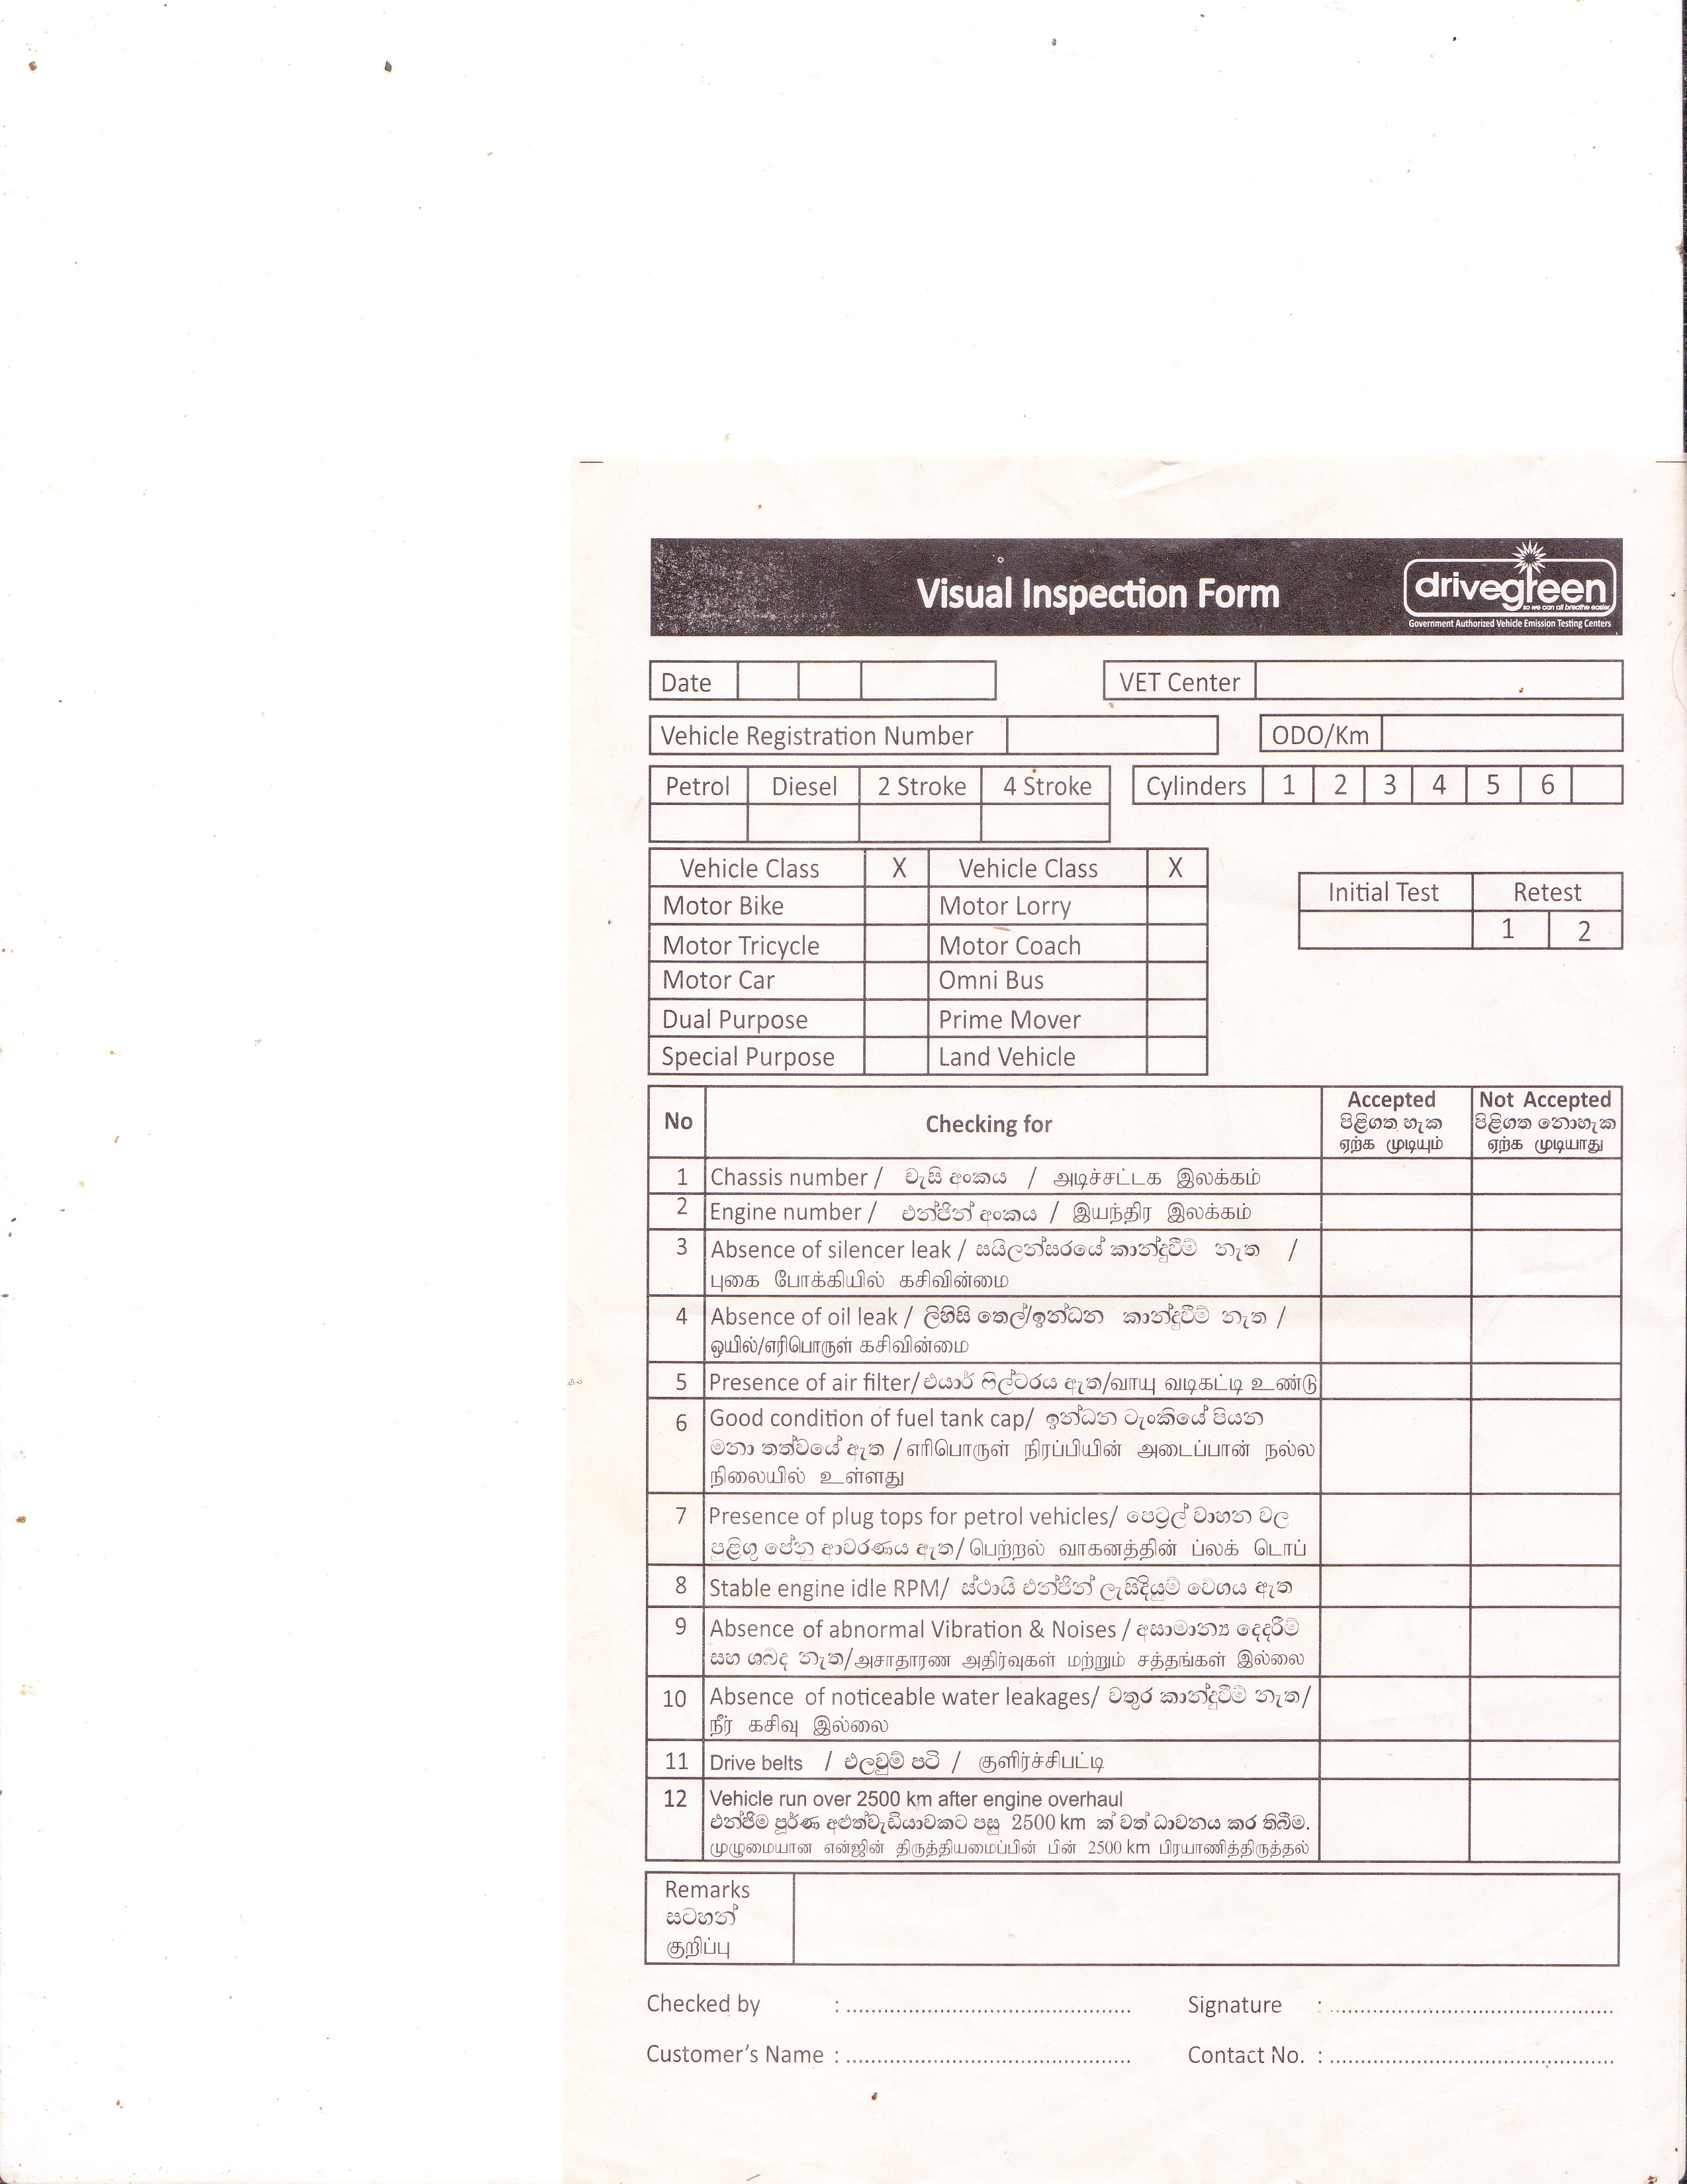 Visual Inspection Form
drivegreen
so we can all breathe easier
Government Authorized Vehicle Emission Testing Centers
Date
VET Center
Vehicle Registration Number
ODO/Km
Petrol Diesel 2 Stroke 4 Stroke
Cylinders 1 2 3 4 5 6
Vehicle Class X Vehicle Class X
Motor Bike Motor Lorry
Motor Tricycle Motor Coach
Motor Car Omni Bus
Dual Purpose Prime Mover
Special Purpose Land Vehicle
Initial Test Retest
1 2
No Checking for
Accepted
පිළිගත හැක
ஏற்க முடியும்
Not Accepted
පිළිගත නොහැක
ஏற்க முடியாது
1 Chassis number / චැසි අංකය / அடிச்சட்டக இலக்கம்
2 Engine number / එන්ජින් අංකය / இயந்திர இலக்கம்
3 Absence of silencer leak / සයිලන්සරයේ කාන්දුවීම් නැත /
புகை போக்கியில் கசிவின்மை
4 Absence of oil leak / ලිහිසි තෙල්/ඉන්ධන කාන්දුවීම් නැත /
ஒயில்/எரிபொருள் கசிவின்மை
5 Presence of air filter/එයාර් ෆිල්ටරය ඇත/வாயு வடிகட்டி உண்டு
6 Good condition of fuel tank cap/ ඉන්ධන ටැංකියේ පියන
මනා තත්වයේ ඇත /எரிபொருள் நிரப்பியின் அடைப்பான் நல்ல
நிலையில் உள்ளது
7 Presence of plug tops for petrol vehicles/ පෙට්‍රල් වාහන වල
පුළිගු පේනු ආවරණය ඇත/பெற்றல் வாகனத்தின் ப்லக் டொப்
8 Stable engine idle RPM/ ස්ථායී එන්ජින් ලැසිදියුම් වේගය ඇත
9 Absence of abnormal Vibration & Noises / අසාමාන්‍ය දෙදරීම්
සහ ශබ්ද නැත/அசாதாரண அதிர்வுகள் மற்றும் சத்தங்கள் இல்லை
10 Absence of noticeable water leakages/ වතුර කාන්දුවීම් නැත/
நீர் கசிவு இல்லை
11 Drive belts / එලවුම් පටි / குளிர்ச்சிபட்டி
12 Vehicle run over 2500 km after engine overhaul
එන්ජිම පූර්ණ අළුත්වැඩියාවකට පසු 2500 km ක් වත් ධාවනය කර තිබීම.
முழுமையான என்ஜின் திருத்தியமைப்பின் பின் 2500 km பிரயாணித்திருத்தல்
Remarks
සටහන්
குறிப்பு
Checked by : ............................................... Signature : ...............................................
Customer's Name : ............................................... Contact No. : ...............................................